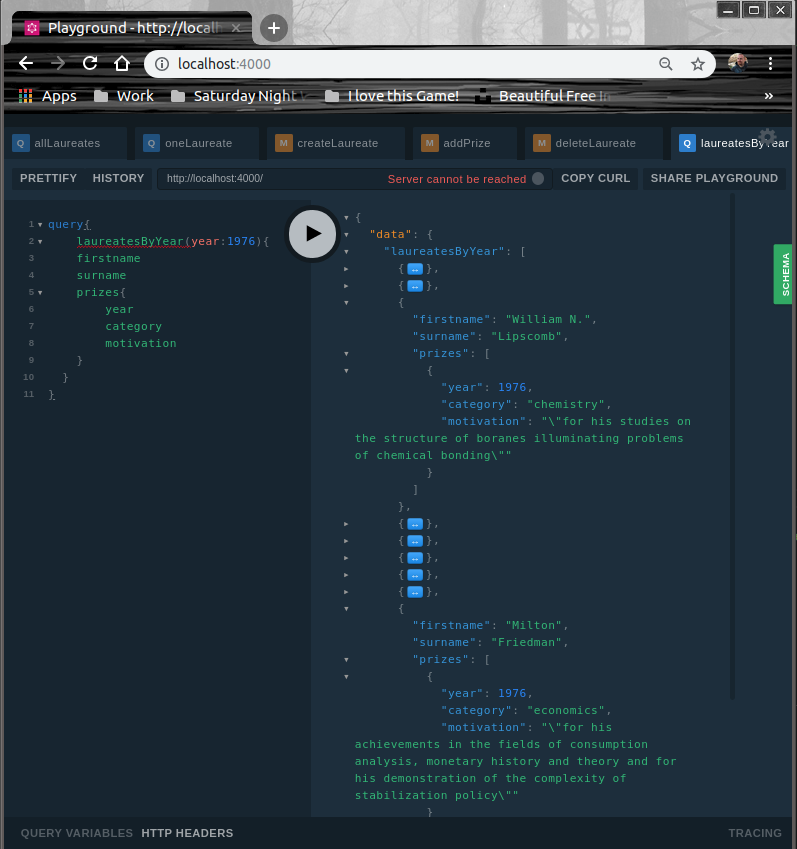 Playground - http://local
localhost:4000
Apps
Work
Saturday Night
I love this Game!
Beautiful Free I
»
Q allLaureates
Q oneLaureate
M createLaureate
M addPrize
M deleteLaureate
Q laureatesByYear
PRETTIFY
HISTORY
http://localhost:4000/
Server cannot be reached
COPY CURL
SHARE PLAYGROUND
1 query{
2 laureatesByYear(year:1976){
3 firstname
4 surname
5 prizes{
6 year
7 category
8 motivation
9 }
10 }
11 }
{
"data": {
"laureatesByYear": [
{↔},
{↔},
{
"firstname": "William N.",
"surname": "Lipscomb",
"prizes": [
{
"year": 1976,
"category": "chemistry",
"motivation": "\"for his studies on
the structure of boranes illuminating problems
of chemical bonding\""
}
]
},
{↔},
{↔},
{↔},
{↔},
{↔},
{
"firstname": "Milton",
"surname": "Friedman",
"prizes": [
{
"year": 1976,
"category": "economics",
"motivation": "\"for his
achievements in the fields of consumption
analysis, monetary history and theory and for
his demonstration of the complexity of
stabilization policy\""
}
SCHEMA
QUERY VARIABLES
HTTP HEADERS
TRACING